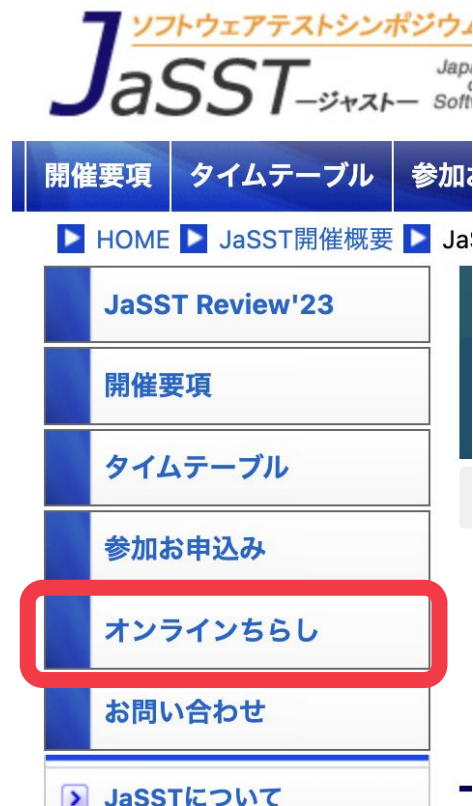 ソフトウェアテストシンポジウム
JaSST
ージャストー
開催要項
タイムテーブル
HOME
JaSST開催概要
JaSST Review'23
開催要項
タイムテーブル
参加お申込み
オンラインちらし
お問い合わせ
JaSSTについて